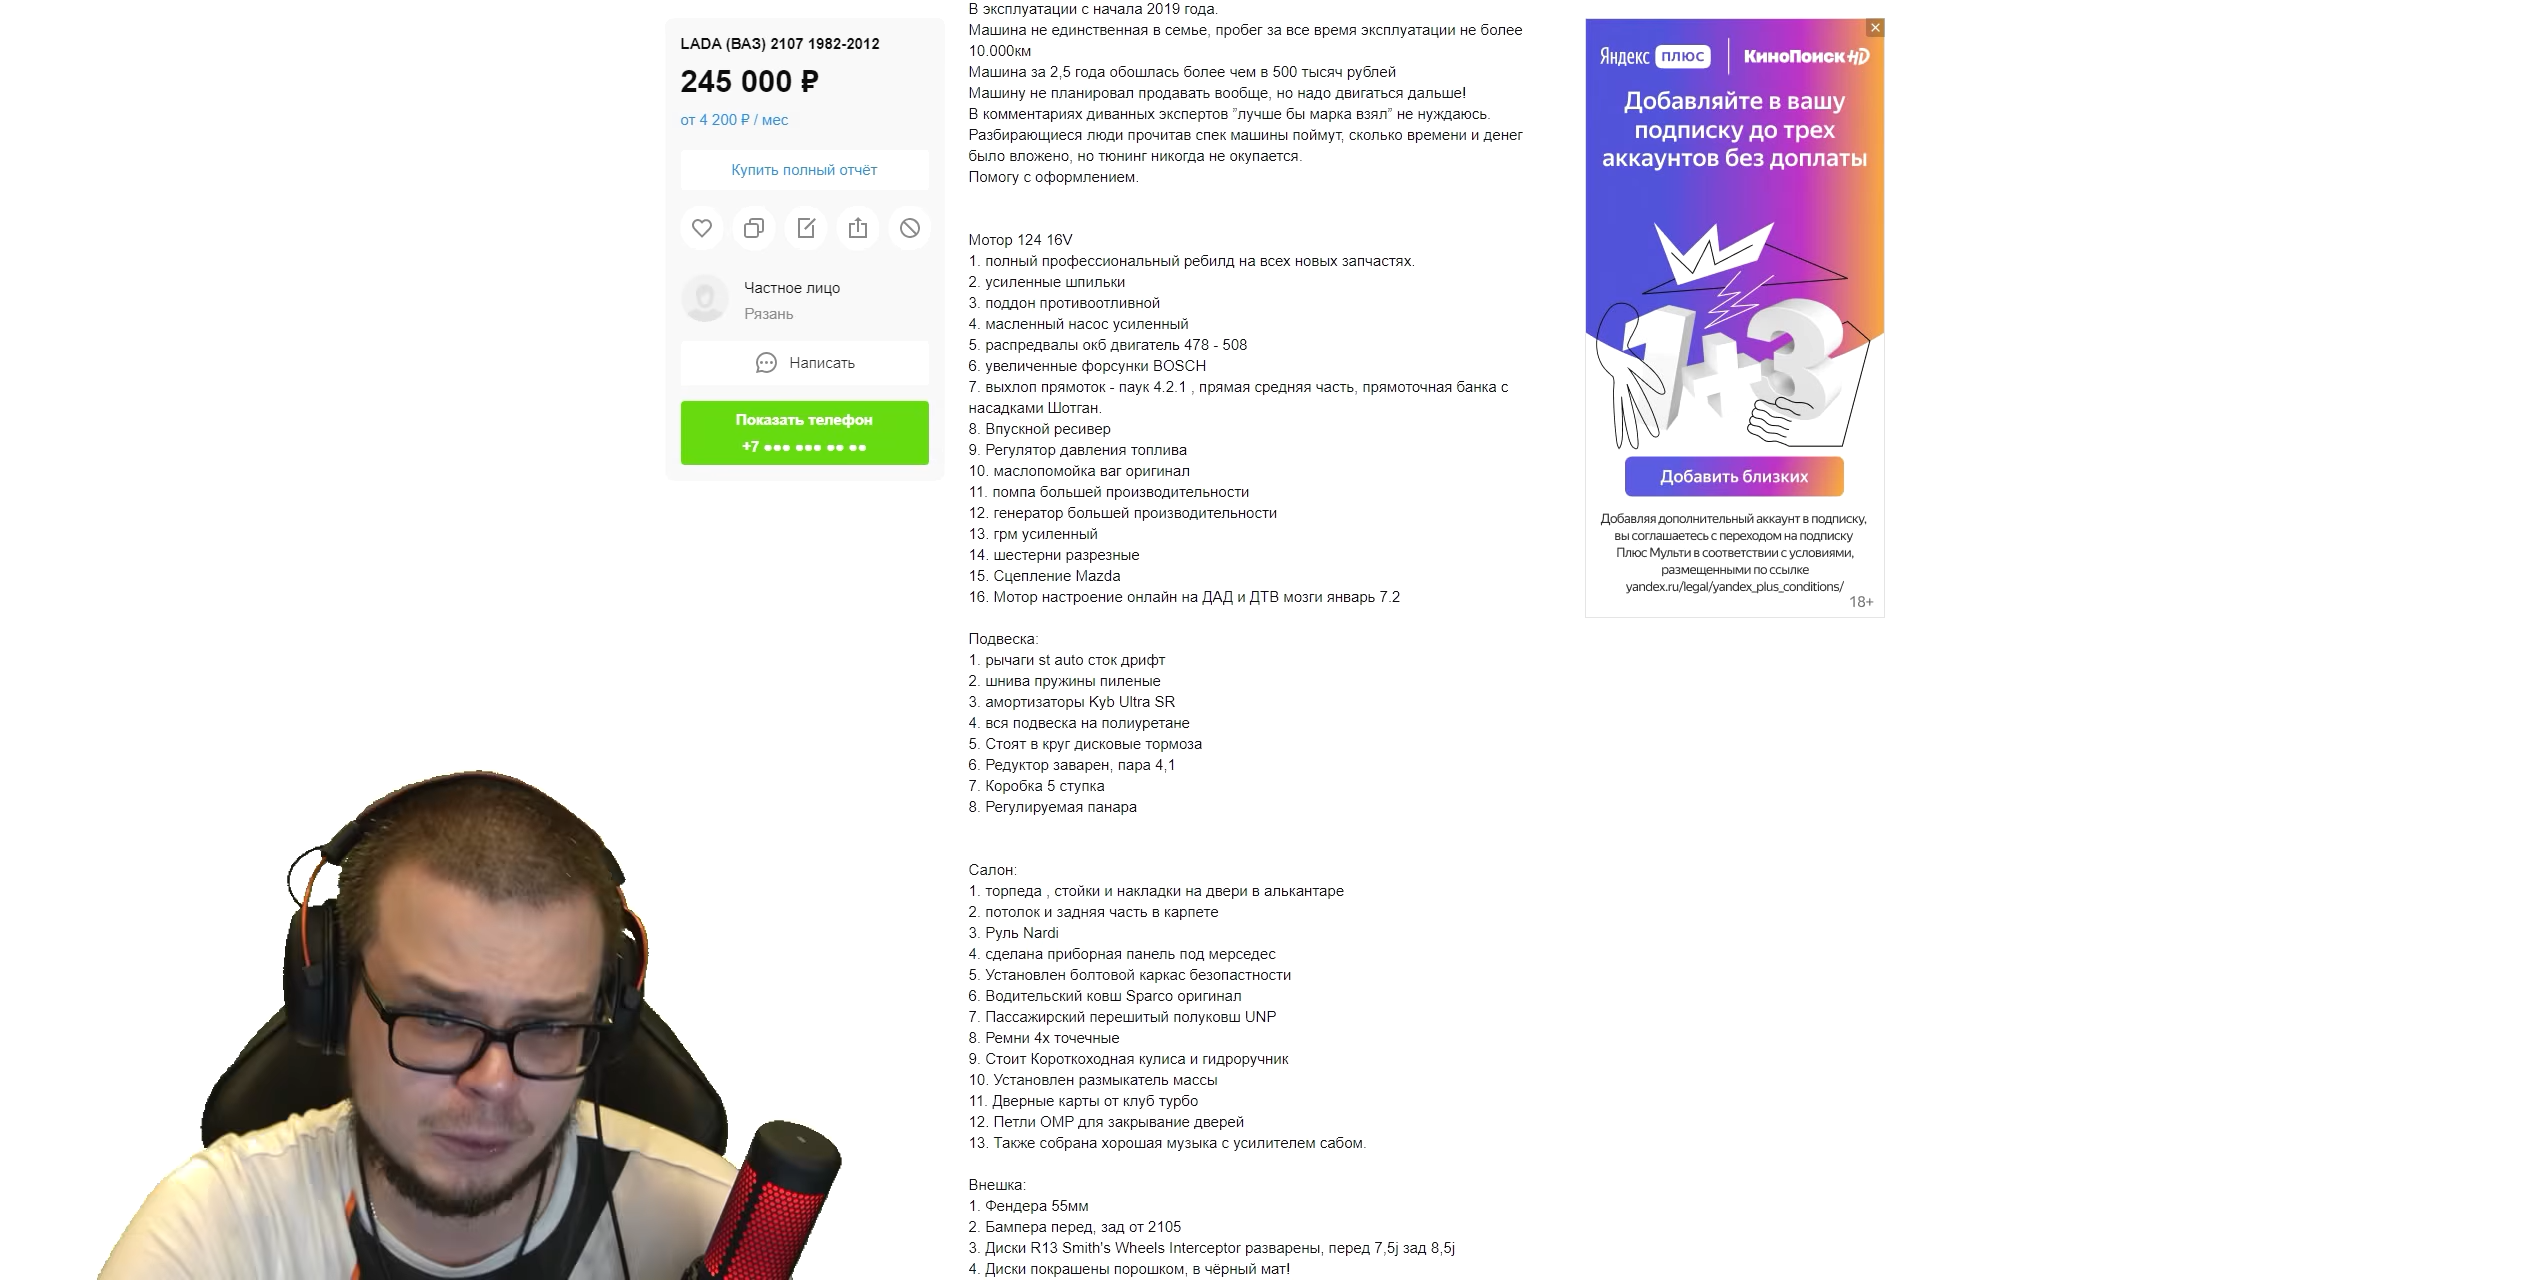 LADA (ВАЗ) 2107 1982-2012
245 000 ₽
от 4 200 ₽ / мес
Купить полный отчёт
Частное лицо
Рязань
Написать
Показать телефон
+7 ●●● ●●● ●● ●●
В эксплуатации с начала 2019 года.
Машина не единственная в семье, пробег за все время эксплуатации не более
10.000км
Машина за 2,5 года обошлась более чем в 500 тысяч рублей
Машину не планировал продавать вообще, но надо двигаться дальше!
В комментариях диванных экспертов ”лучше бы марка взял” не нуждаюсь.
Разбирающиеся люди прочитав спек машины поймут, сколько времени и денег
было вложено, но тюнинг никогда не окупается.
Помогу с оформлением.
Мотор 124 16V
1. полный профессиональный ребилд на всех новых запчастях.
2. усиленные шпильки
3. поддон противоотливной
4. масленный насос усиленный
5. распредвалы окб двигатель 478 - 508
6. увеличенные форсунки BOSCH
7. выхлоп прямоток - паук 4.2.1 , прямая средняя часть, прямоточная банка с
насадками Шотган.
8. Впускной ресивер
9. Регулятор давления топлива
10. маслопомойка ваг оригинал
11. помпа большей производительности
12. генератор большей производительности
13. грм усиленный
14. шестерни разрезные
15. Сцепление Mazda
16. Мотор настроение онлайн на ДАД и ДТВ мозги январь 7.2
Подвеска:
1. рычаги st auto сток дрифт
2. шнива пружины пиленые
3. амортизаторы Kyb Ultra SR
4. вся подвеска на полиуретане
5. Стоят в круг дисковые тормоза
6. Редуктор заварен, пара 4,1
7. Коробка 5 ступка
8. Регулируемая панара
Салон:
1. торпеда , стойки и накладки на двери в алькантаре
2. потолок и задняя часть в карпете
3. Руль Nardi
4. сделана приборная панель под мерседес
5. Установлен болтовой каркас безопастности
6. Водительский ковш Sparco оригинал
7. Пассажирский перешитый полуковш UNP
8. Ремни 4х точечные
9. Стоит Короткоходная кулиса и гидроручник
10. Установлен размыкатель массы
11. Дверные карты от клуб турбо
12. Петли OMP для закрывание дверей
13. Также собрана хорошая музыка с усилителем сабом.
Внешка:
1. Фендера 55мм
2. Бампера перед, зад от 2105
3. Диски R13 Smith's Wheels Interceptor разварены, перед 7,5j зад 8,5j
4. Диски покрашены порошком, в чёрный мат!
Яндекс ПЛЮС КиноПоиск HD
Добавляйте в вашу
подписку до трех
аккаунтов без доплаты
1+3
Добавить близких
Добавляя дополнительный аккаунт в подписку,
вы соглашаетесь с переходом на подписку
Плюс Мульти в соответствии с условиями,
размещенными по ссылке
yandex.ru/legal/yandex_plus_conditions/
18+